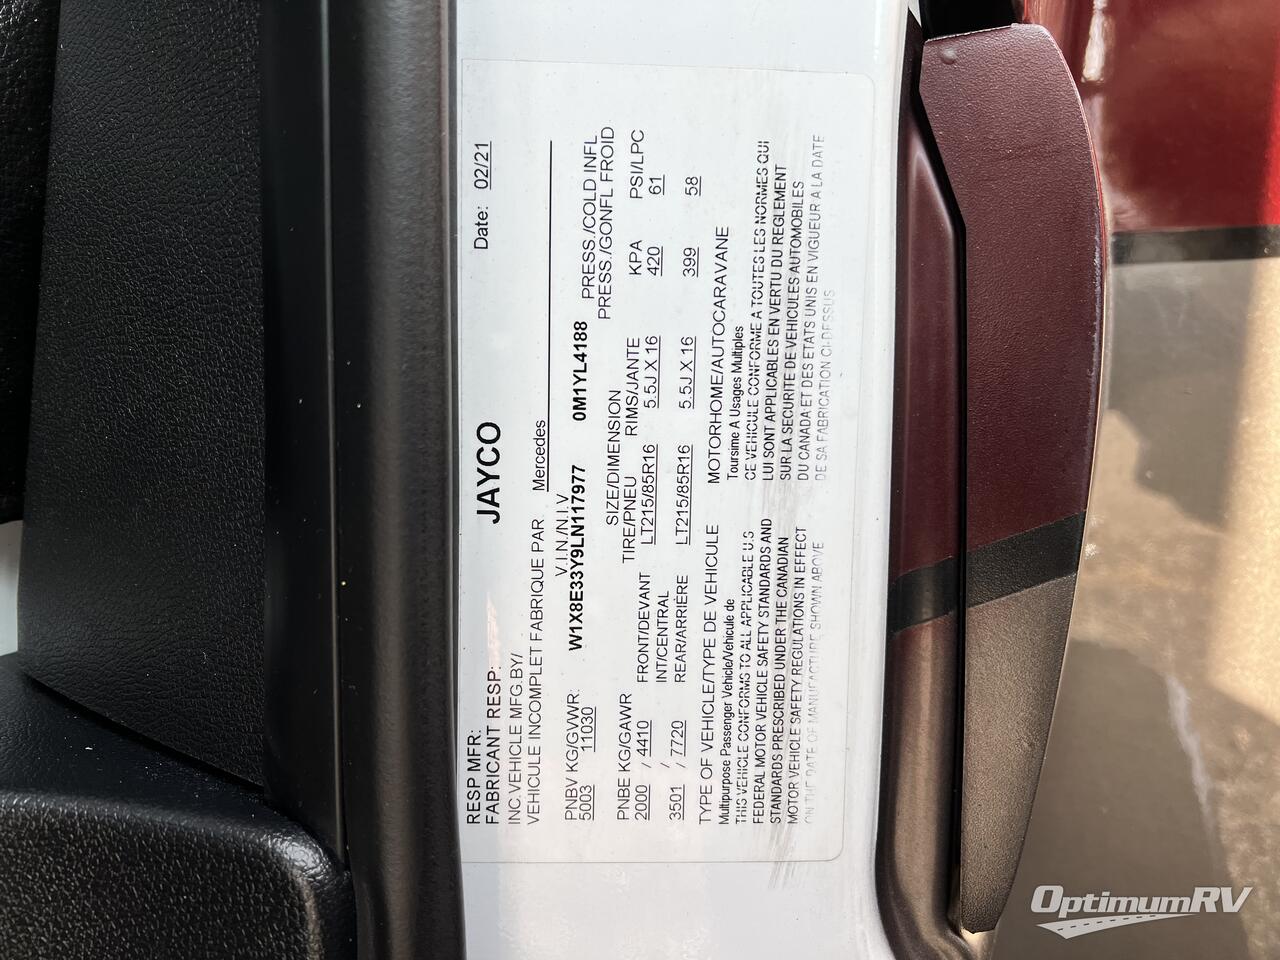 RESP MFR:
FABRICANT RESP: JAYCO Date: 02/21
INC.VEHICLE MFG.BY/
VEHICULE INCOMPLET FABRIQUE PAR Mercedes
V.I.N./N.I.V
PNBV KG/GVWR: W1X8E33Y9LN117977 0M1YL4188 PRESS./COLD INFL
5003 11030 PRESS./GONFL FROID
SIZE/DIMENSION
PNBE KG/GAWR TIRE/PNEU RIMS/JANTE KPA PSI/LPC
2000 / 4410 FRONT/DEVANT LT215/85R16 5.5J X 16 420 61
/ INT/CENTRAL
3501 / 7720 REAR/ARRIÈRE LT215/85R16 5.5J X 16 399 58
TYPE OF VEHICLE/TYPE DE VEHICULE MOTORHOME/AUTOCARAVANE
Multipurpose Passenger Vehicle/Vehicule de Toursime A Usages Multiples
THIS VEHICLE CONFORMS TO ALL APPLICABLE U.S
FEDERAL MOTOR VEHICLE SAFETY STANDARDS AND
STANDARDS PRESCRIBED UNDER THE CANADIAN
MOTOR VEHICLE SAFETY REGULATIONS IN EFFECT
ON THE DATE OF MANUFACTURE SHOWN ABOVE
CE VEHICULE CONFORME A TOUTES LES NORMES QUI
LUI SONT APPLICABLES EN VERTU DU REGLEMENT
SUR LA SECURITE DE VEHICULES AUTOMOBILES
DU CANADA ET DES ETATS UNIS EN VIGUEUR A LA DATE
DE SA FABRICATION CI-DESSUS
OPTIMUMRV